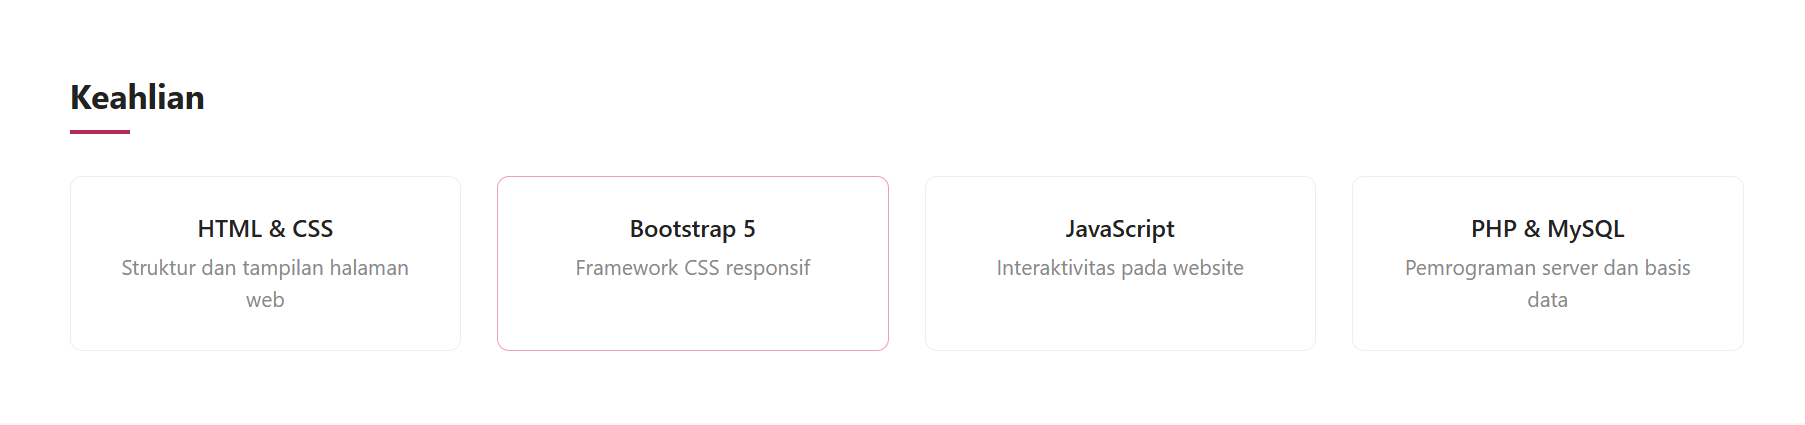 Keahlian
HTML & CSS
Struktur dan tampilan halaman
web
Bootstrap 5
Framework CSS responsif
JavaScript
Interaktivitas pada website
PHP & MySQL
Pemrograman server dan basis
data